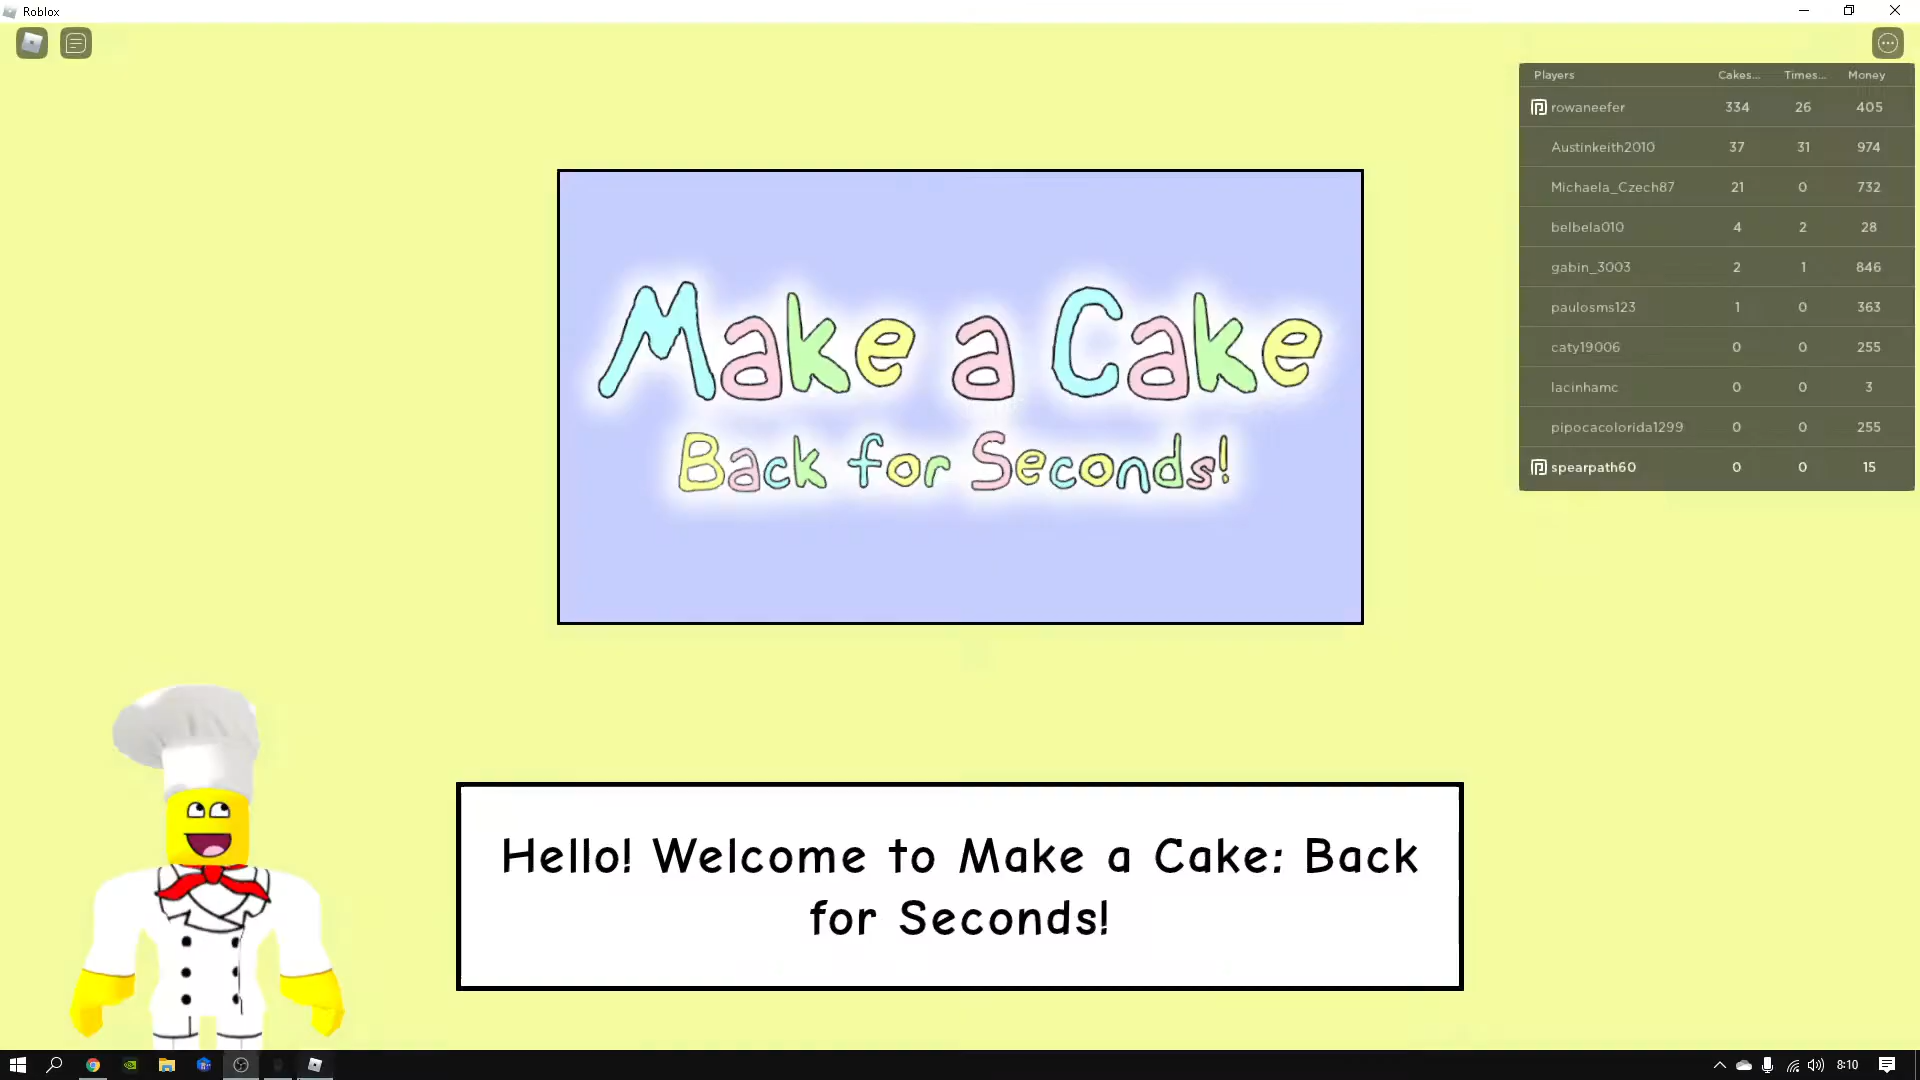 Roblox
Players Cakes... Times... Money
rowaneefer 334 26 405
Austinkeith2010 37 31 974
Michaela_Czech87 21 0 732
belbela010 4 2 28
gabin_3003 2 1 846
paulosms123 1 0 363
caty19006 0 0 255
lacinhamc 0 0 3
pipocacolorida1299 0 0 255
spearpath60 0 0 15
Make a Cake
Back for Seconds!
Hello! Welcome to Make a Cake: Back
for Seconds!
8:10